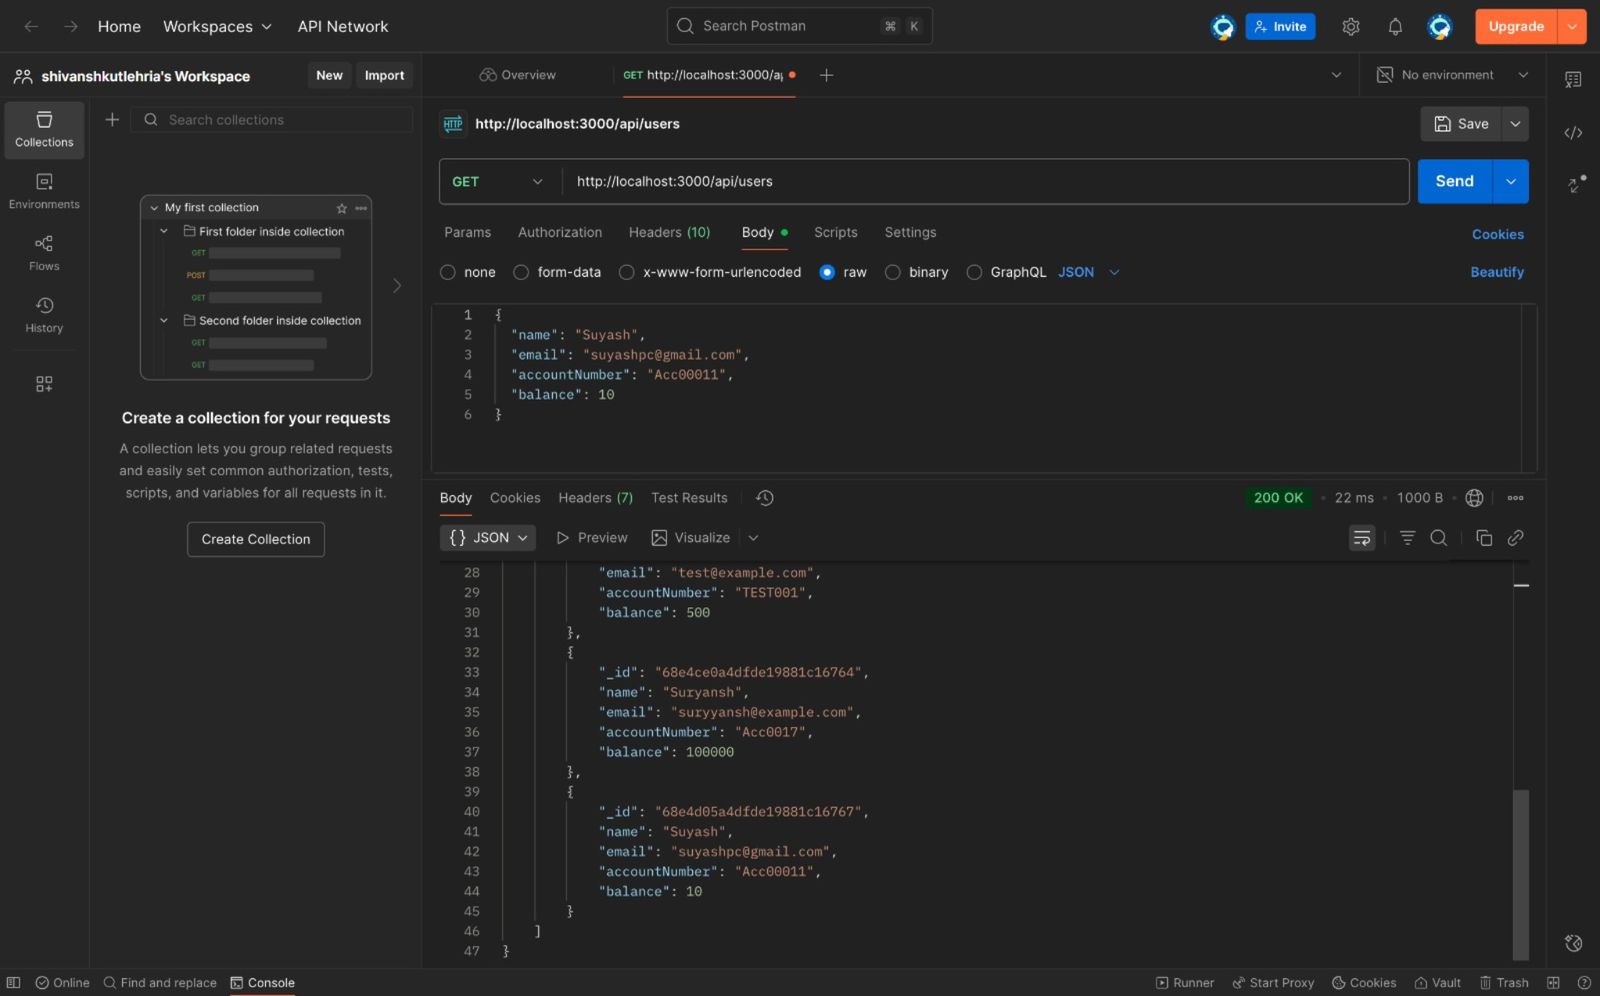 Home Workspaces API Network Search Postman ⌘ K Invite Upgrade
shivanshkutlehria's Workspace New Import Overview GET http://localhost:3000/a No environment
Collections
Environments
Flows
History
Search collections
My first collection
First folder inside collection
GET
POST
GET
Second folder inside collection
GET
GET
Create a collection for your requests
A collection lets you group related requests
and easily set common authorization, tests,
scripts, and variables for all requests in it.
Create Collection
HTTP http://localhost:3000/api/users Save
GET http://localhost:3000/api/users Send
Params Authorization Headers (10) Body Scripts Settings Cookies
none form-data x-www-form-urlencoded raw binary GraphQL JSON Beautify
1 {
2 "name": "Suyash",
3 "email": "suyashpc@gmail.com",
4 "accountNumber": "Acc00011",
5 "balance": 10
6 }
Body Cookies Headers (7) Test Results 200 OK • 22 ms • 1000 B
{} JSON Preview Visualize
28 "email": "test@example.com",
29 "accountNumber": "TEST001",
30 "balance": 500
31 },
32 {
33 "_id": "68e4ce0a4dfde19881c16764",
34 "name": "Suryansh",
35 "email": "suryyansh@example.com",
36 "accountNumber": "Acc0017",
37 "balance": 100000
38 },
39 {
40 "_id": "68e4d05a4dfde19881c16767",
41 "name": "Suyash",
42 "email": "suyashpc@gmail.com",
43 "accountNumber": "Acc00011",
44 "balance": 10
45 }
46 ]
47 }
Online Find and replace Console Runner Start Proxy Cookies Vault Trash